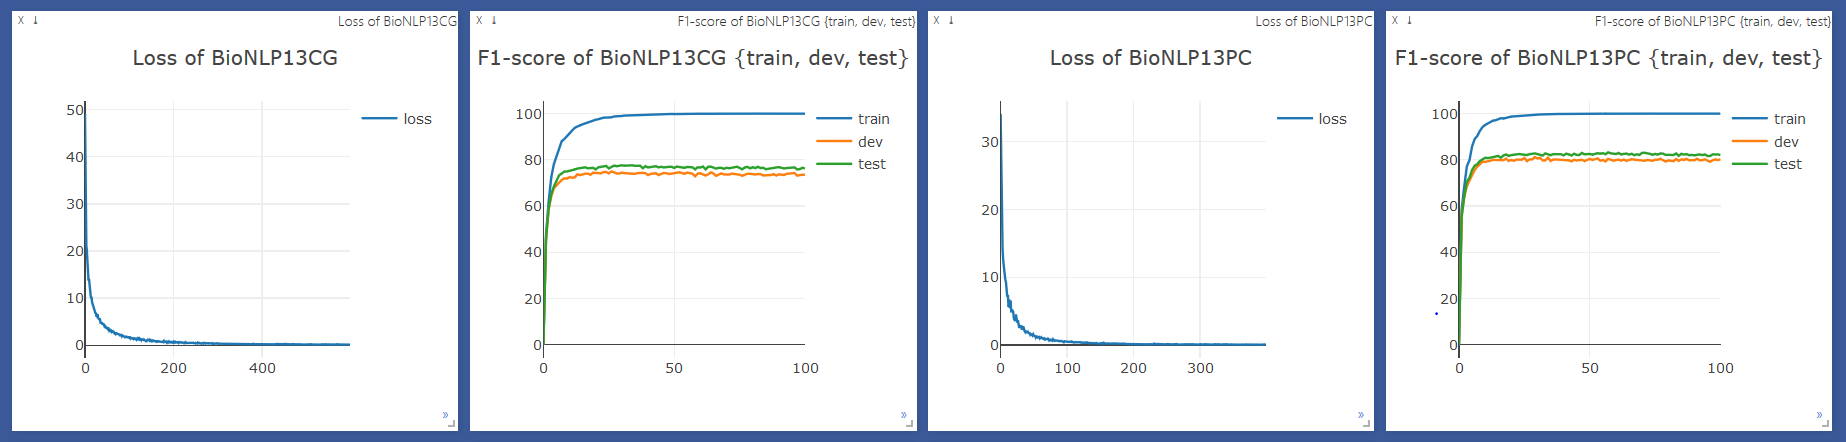 X ↓ Loss of BioNLP13CG
Loss of BioNLP13CG
50
40
30
20
10
0
0 200 400
loss
»
X ↓ F1-score of BioNLP13CG {train, dev, test}
F1-score of BioNLP13CG {train, dev, test}
100
80
60
40
20
0
0 50 100
train
dev
test
»
X ↓ Loss of BioNLP13PC
Loss of BioNLP13PC
30
20
10
0
0 100 200 300
loss
»
X ↓ F1-score of BioNLP13PC {train, dev, test}
F1-score of BioNLP13PC {train, dev, test}
100
80
60
40
20
0
0 50 100
train
dev
test
»